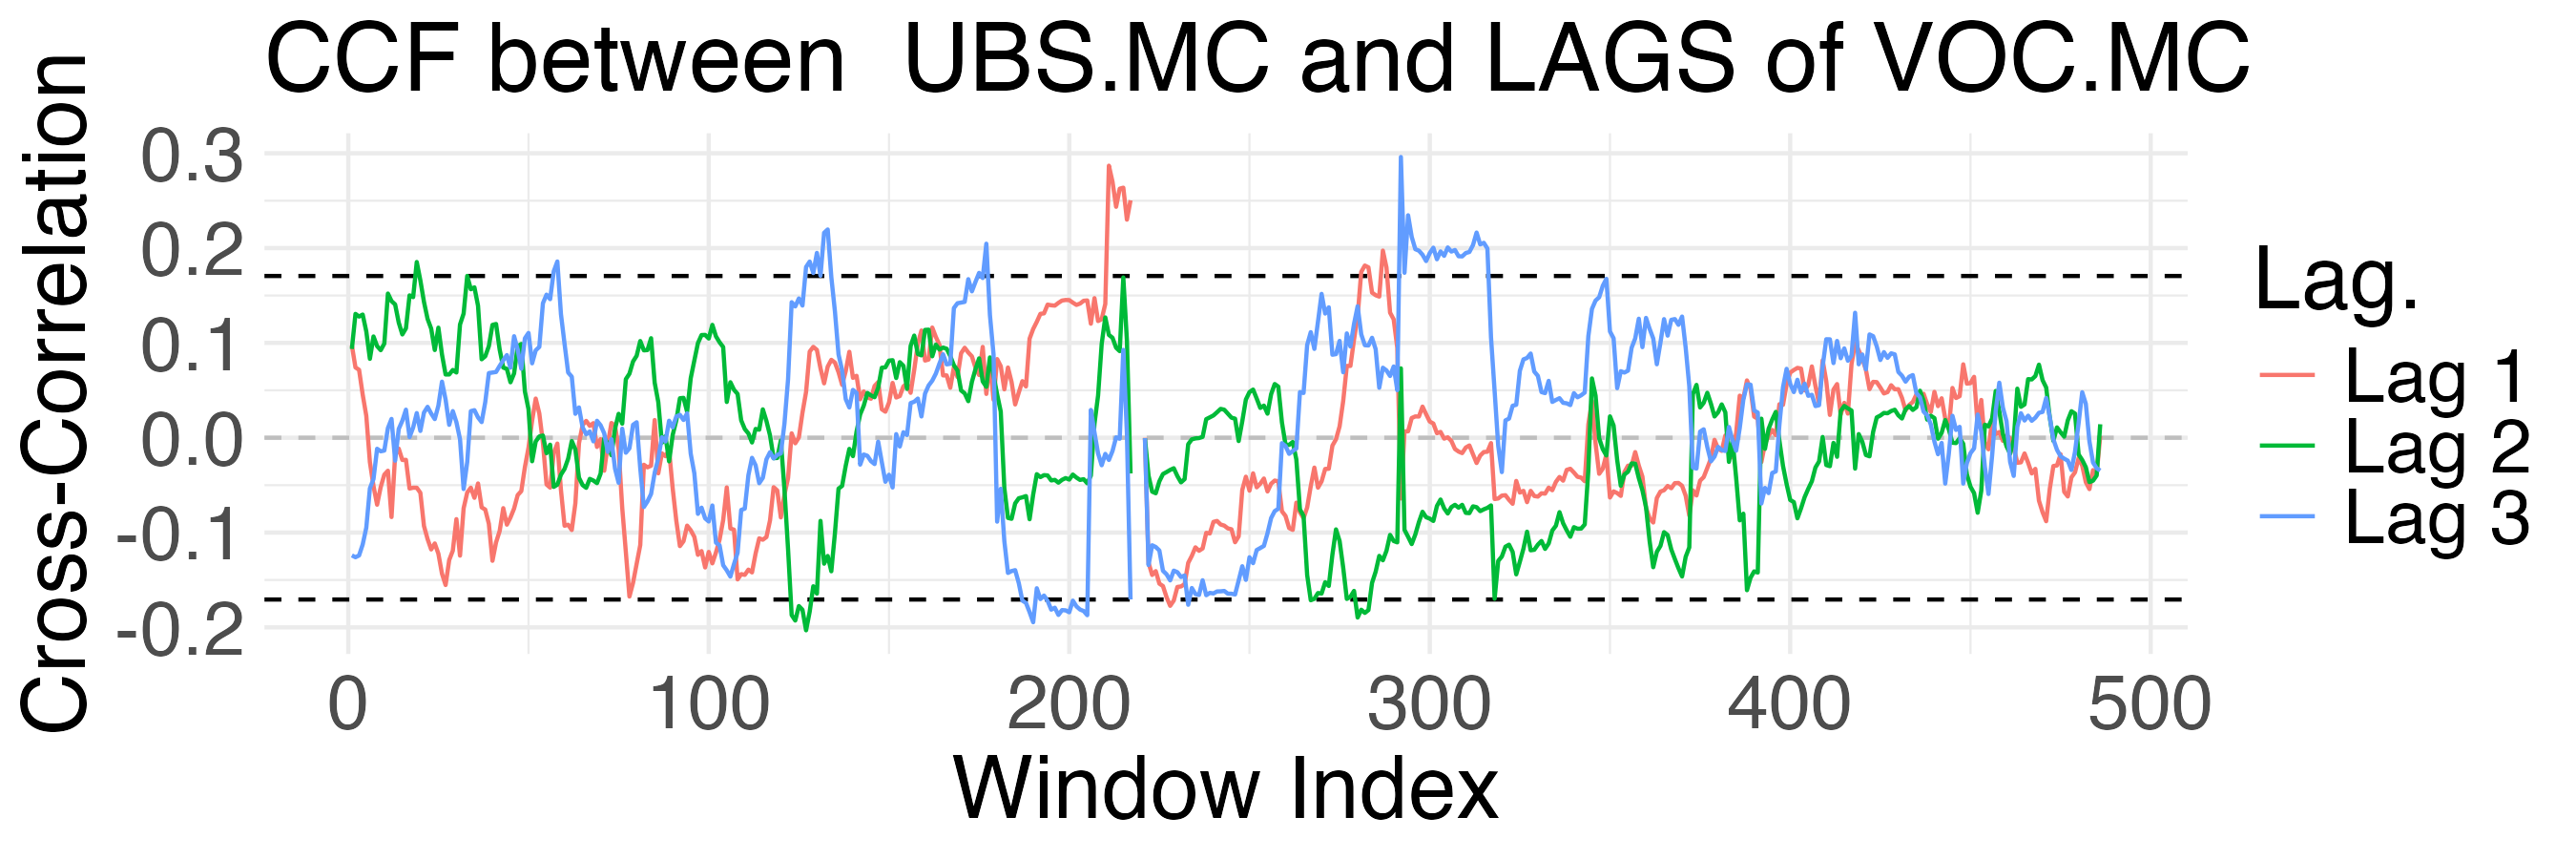 CCF between  UBS.MC and LAGS of VOC.MC
Cross-Correlation
0.3
0.2
0.1
0.0
-0.1
-0.2
0 100 200 300 400 500
Window Index
Lag.
Lag 1
Lag 2
Lag 3